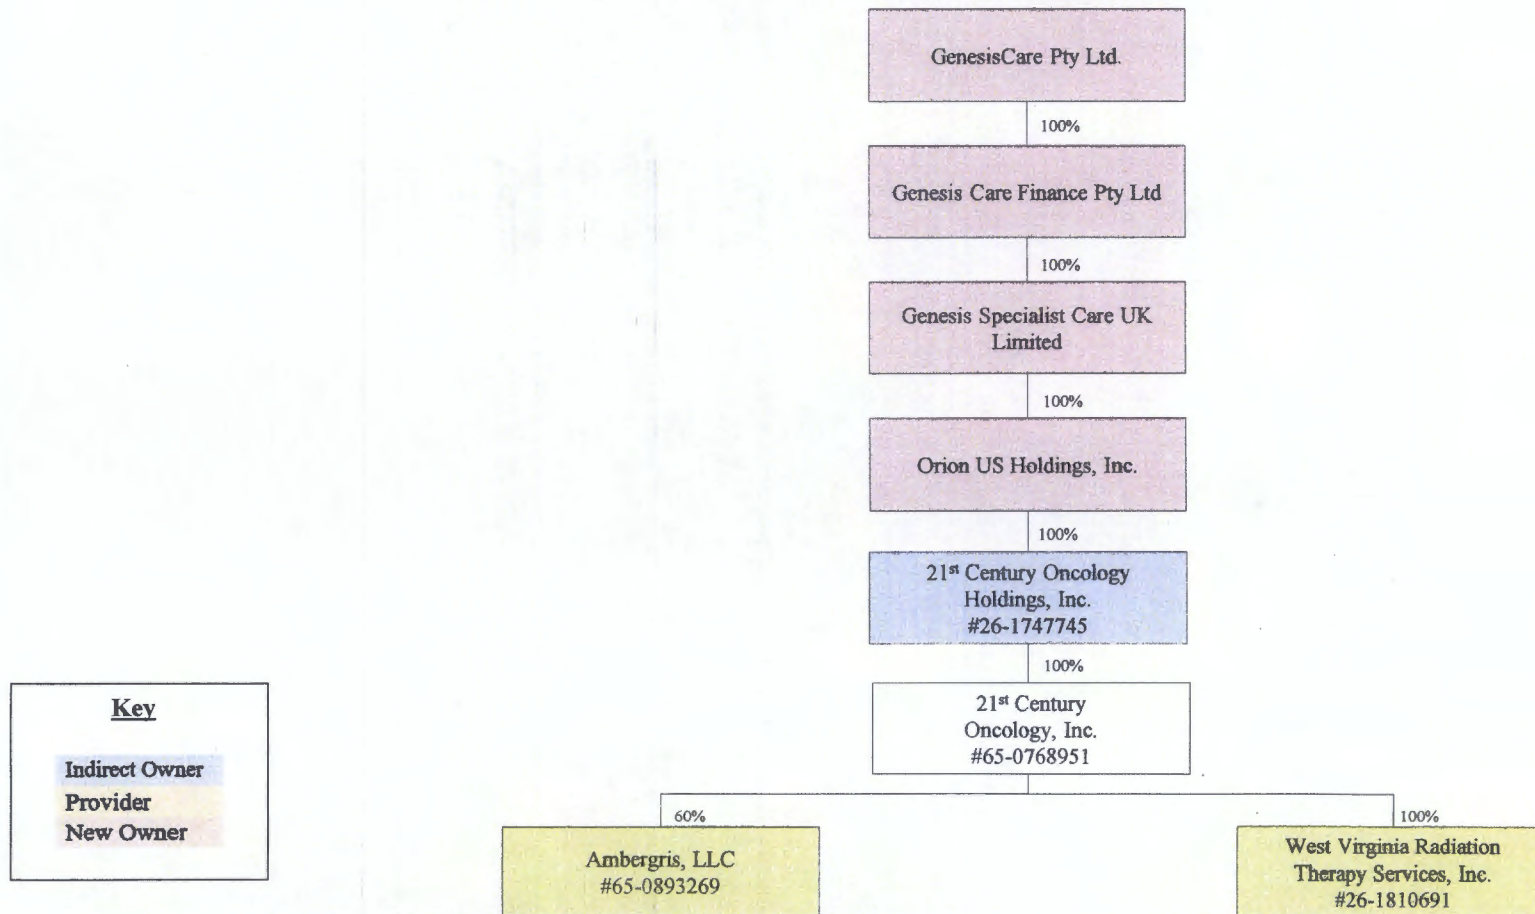 GenesisCare Pty Ltd.
100%
Genesis Care Finance Pty Ltd
100%
Genesis Specialist Care UK
Limited
100%
Orion US Holdings, Inc.
100%
21st Century Oncology
Holdings, Inc.
#26-1747745
100%
21st Century
Oncology, Inc.
#65-0768951
Key
Indirect Owner
Provider
New Owner
60%
Ambergris, LLC
#65-0893269
100%
West Virginia Radiation
Therapy Services, Inc.
#26-1810691